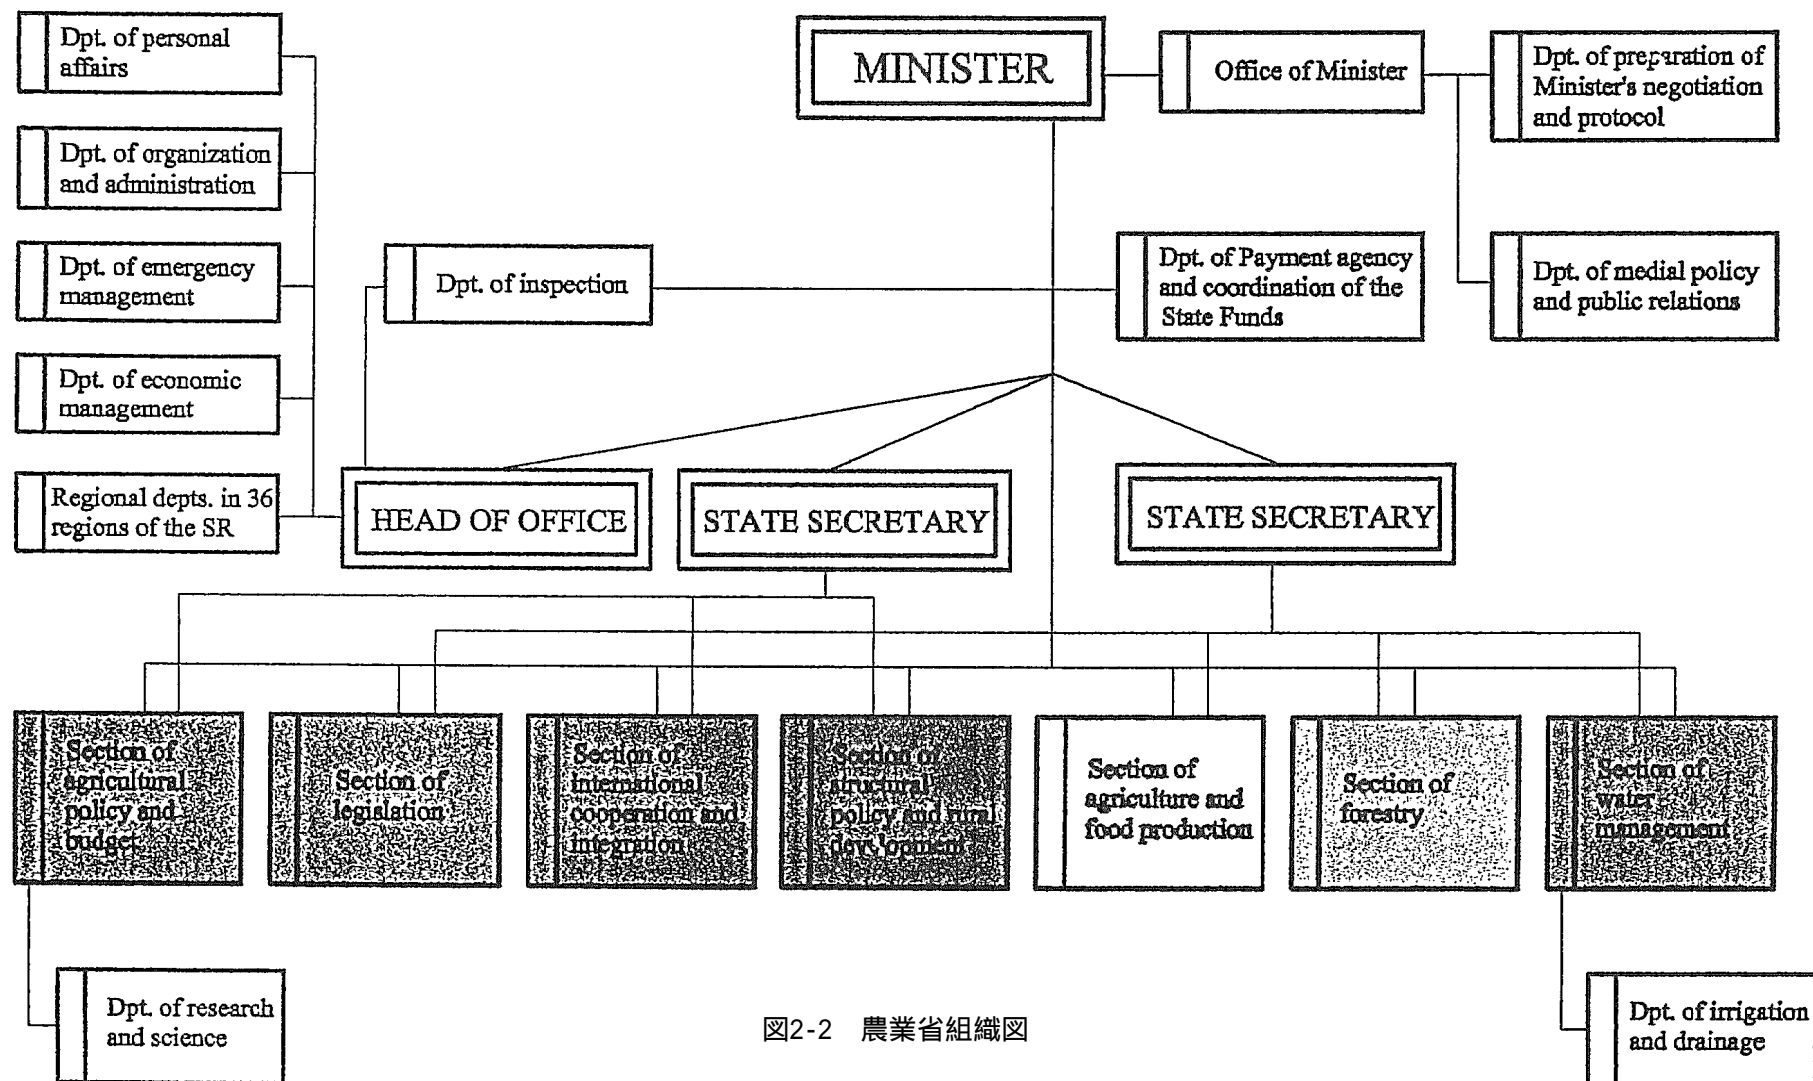 Dpt. of personal
affairs
MINISTER
Office of Minister
Dpt. of preparation of
Minister's negotiation
and protocol
Dpt. of organization
and administration
Dpt. of emergency
management
Dpt. of inspection
Dpt. of Payment agency
and coordination of the
State Funds
Dpt. of medial policy
and public relations
Dpt. of economic
management
Regional depts. in 36
regions of the SR
HEAD OF OFFICE
STATE SECRETARY
STATE SECRETARY
Section of
agricultural
policy and
budget
Section of
legislation
Section of
international
cooperation and
integration
Section of
structural
policy and rural
development
Section of
agriculture and
food production
Section of
forestry
Section of
water
management
Dpt. of research
and science
Dpt. of irrigation
and drainage
図2-2 農業省組織図